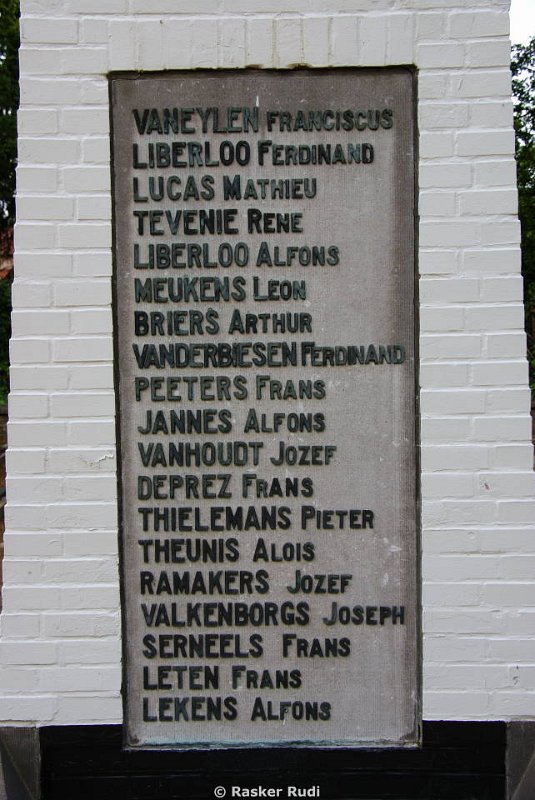 VANEYLEN FRANCISCUS
LIBERLOO FERDINAND
LUCAS MATHIEU
TEVENIE RENE
LIBERLOO ALFONS
MEUKENS LEON
BRIERS ARTHUR
VANDERBIESEN FERDINAND
PEETERS FRANS
JANNES ALFONS
VANHOUDT JOZEF
DEPREZ FRANS
THIELEMANS PIETER
THEUNIS ALOIS
RAMAKERS JOZEF
VALKENBORGS JOSEPH
SERNEELS FRANS
LETEN FRANS
LEKENS ALFONS
© Rasker Rudi